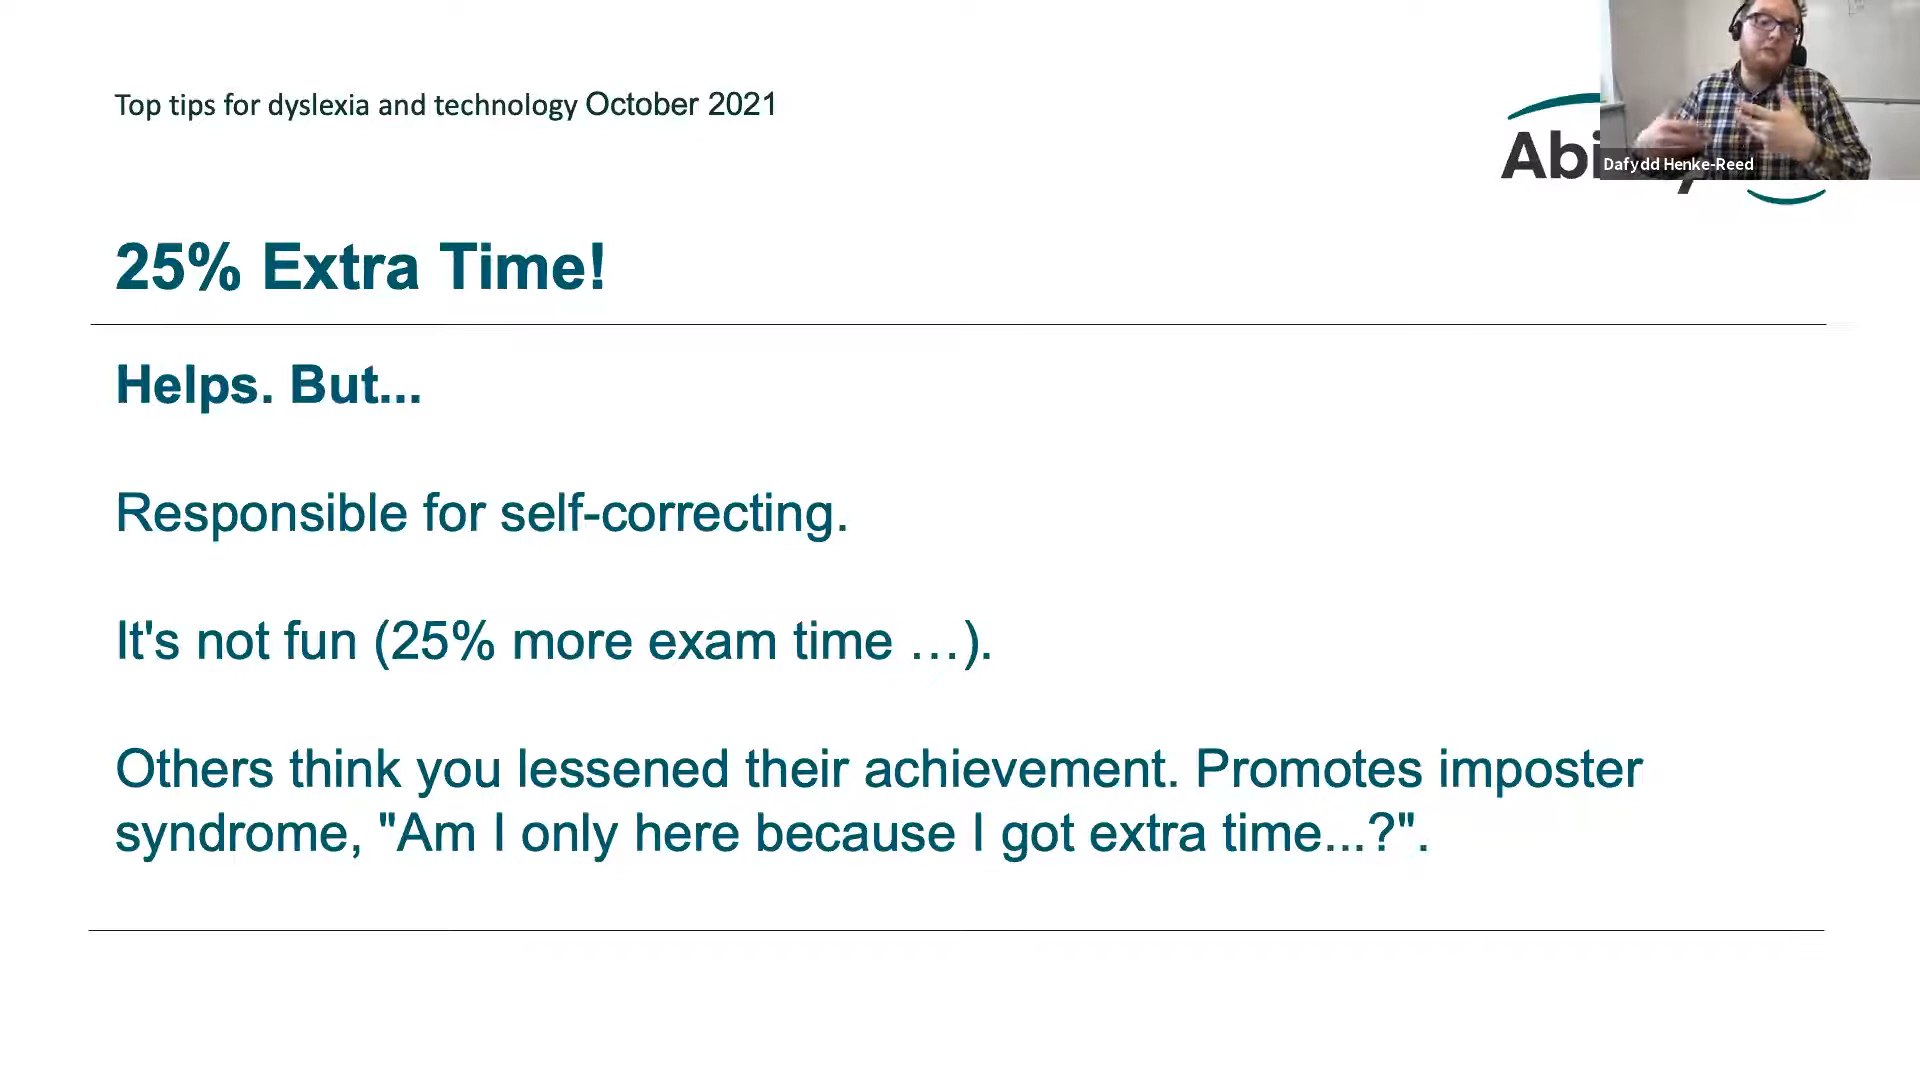 Top tips for dyslexia and technology October 2021
Dafydd Henke-Reed
25% Extra Time!
Helps. But...
Responsible for self-correcting.
It's not fun (25% more exam time …).
Others think you lessened their achievement. Promotes imposter
syndrome, "Am I only here because I got extra time...?".